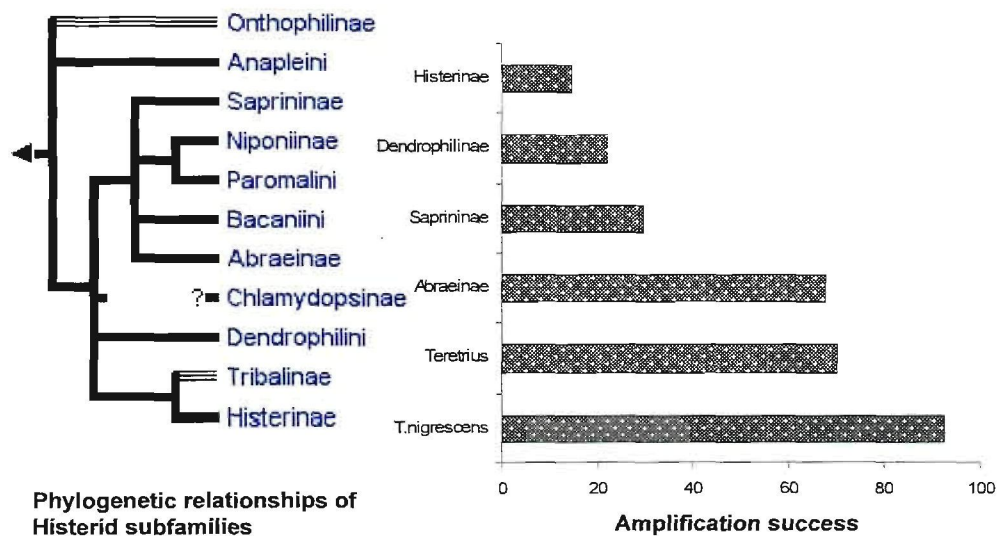 Onthophilinae
Anapleini
Saprininae
Niponiinae
Paromalini
Bacaniini
Abraeinae
? Chlamydopsinae
Dendrophilini
Tribalinae
Histerinae
Phylogenetic relationships of
Histerid subfamilies
Histerinae
Dendrophilinae
Saprininae
Abraeinae
Teretrius
T.nigrescens
0 20 40 60 80 100
Amplification success